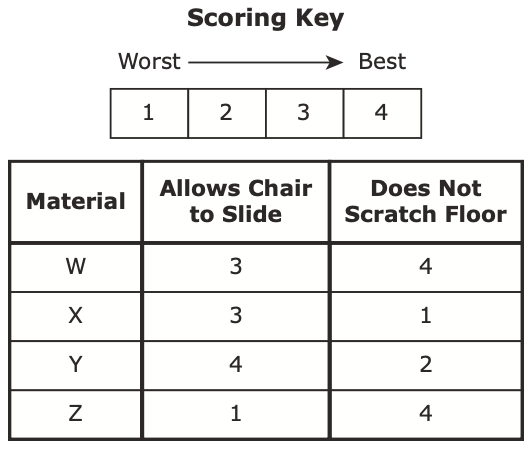 Scoring Key
Worst Best
1 2 3 4
Material Allows Chair to Slide Does Not Scratch Floor
W 3 4
X 3 1
Y 4 2
Z 1 4